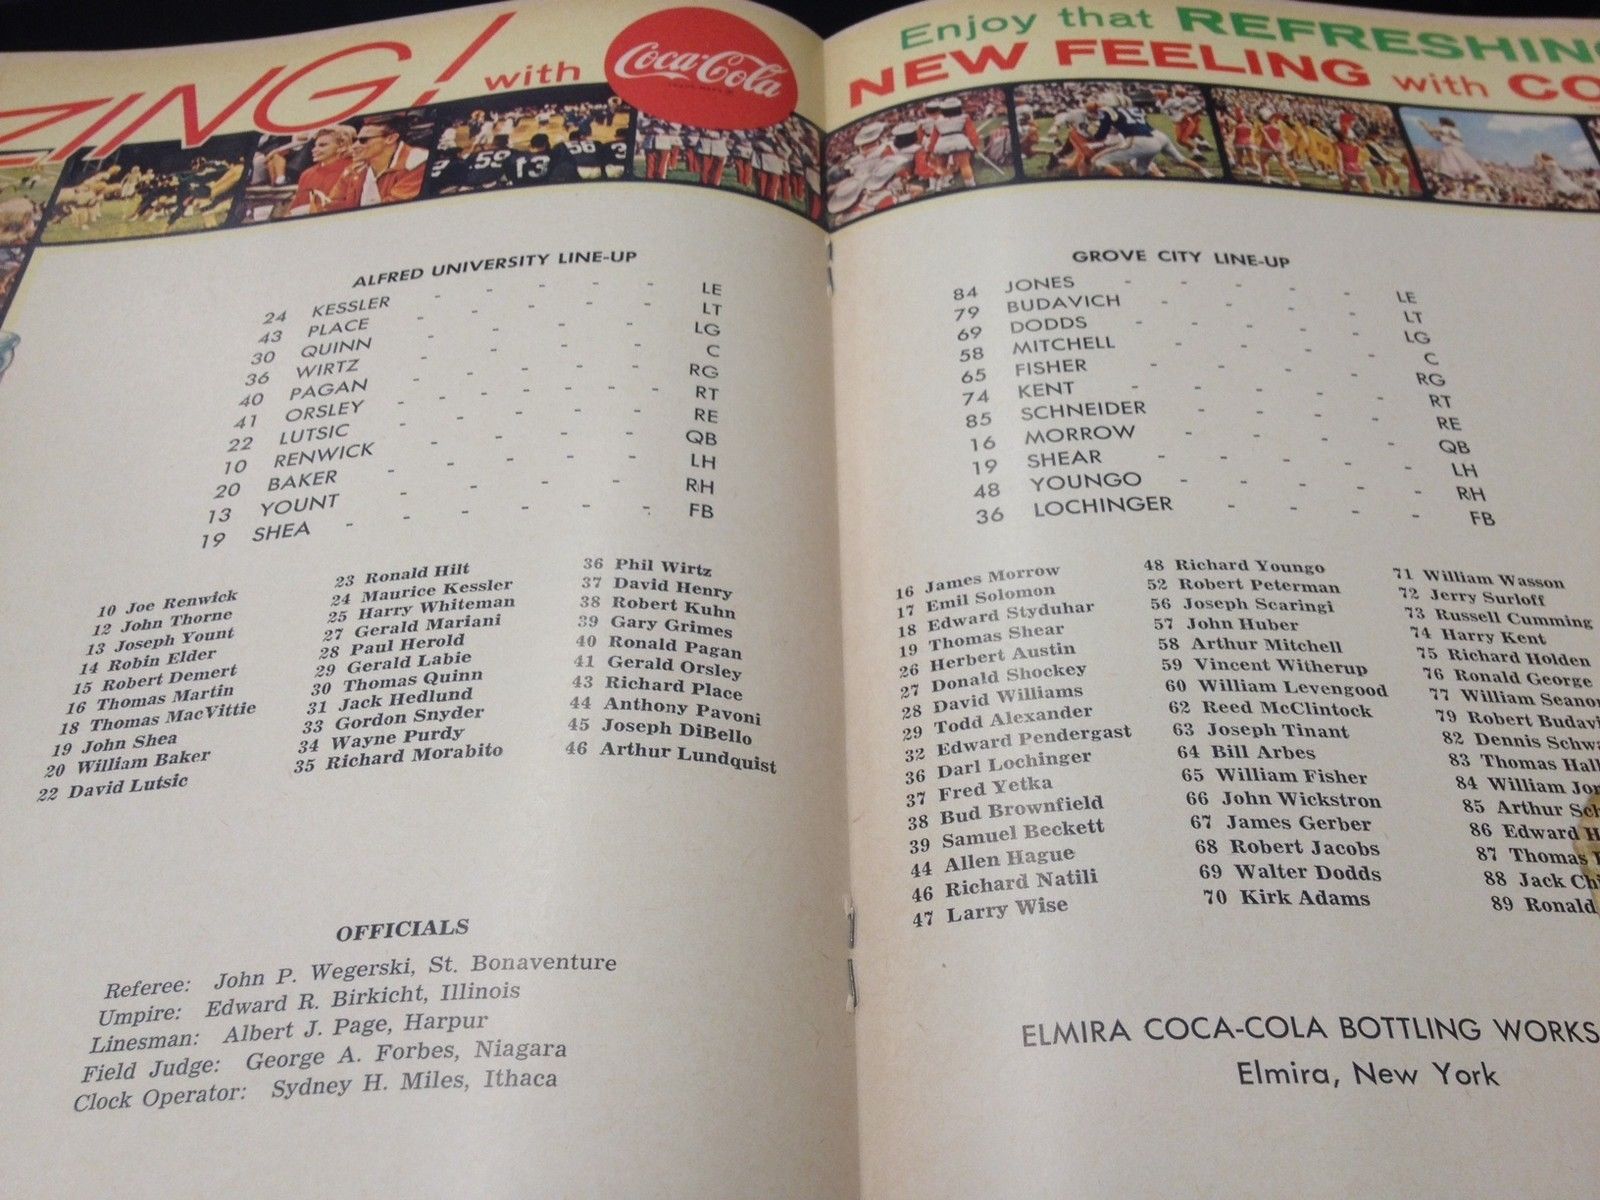 ZING! with Coca-Cola
TRADE-MARK ®
59 13 58 3
ALFRED UNIVERSITY LINE-UP
24 KESSLER - - - - - LE
43 PLACE - - - - LT
30 QUINN - - - - LG
36 WIRTZ - - - - C
40 PAGAN - - - - RG
41 ORSLEY - - - - - - RT
22 LUTSIC - - - - - RE
10 RENWICK - - - - QB
20 BAKER - - - - - LH
13 YOUNT - - - - RH
19 SHEA - - - - - - FB
10 Joe Renwick
12 John Thorne
13 Joseph Yount
14 Robin Elder
15 Robert Demert
16 Thomas Martin
18 Thomas MacVittie
19 John Shea
20 William Baker
22 David Lutsic
23 Ronald Hilt
24 Maurice Kessler
25 Harry Whiteman
27 Gerald Mariani
28 Paul Herold
29 Gerald Labie
30 Thomas Quinn
31 Jack Hedlund
33 Gordon Snyder
34 Wayne Purdy
35 Richard Morabito
36 Phil Wirtz
37 David Henry
38 Robert Kuhn
39 Gary Grimes
40 Ronald Pagan
41 Gerald Orsley
43 Richard Place
44 Anthony Pavoni
45 Joseph DiBello
46 Arthur Lundquist
OFFICIALS
Referee: John P. Wegerski, St. Bonaventure
Umpire: Edward R. Birkicht, Illinois
Linesman: Albert J. Page, Harpur
Field Judge: George A. Forbes, Niagara
Clock Operator: Sydney H. Miles, Ithaca
Enjoy that REFRESHING
NEW FEELING with CO
GROVE CITY LINE-UP
84 JONES - - - - - LE
79 BUDAVICH - - - - LT
69 DODDS - - - - - LG
58 MITCHELL - - - - C
65 FISHER - - - - - RG
74 KENT - - - - - RT
85 SCHNEIDER - - - - RE
16 MORROW - - - - QB
19 SHEAR - - - - - LH
48 YOUNGO - - - - - RH
36 LOCHINGER - - - - FB
16 James Morrow
17 Emil Solomon
18 Edward Styduhar
19 Thomas Shear
26 Herbert Austin
27 Donald Shockey
28 David Williams
29 Todd Alexander
32 Edward Pendergast
36 Darl Lochinger
37 Fred Yetka
38 Bud Brownfield
39 Samuel Beckett
44 Allen Hague
46 Richard Natili
47 Larry Wise
48 Richard Youngo
52 Robert Peterman
56 Joseph Scaringi
57 John Huber
58 Arthur Mitchell
59 Vincent Witherup
60 William Levengood
62 Reed McClintock
63 Joseph Tinant
64 Bill Arbes
65 William Fisher
66 John Wickstron
67 James Gerber
68 Robert Jacobs
69 Walter Dodds
70 Kirk Adams
71 William Wasson
72 Jerry Surloff
73 Russell Cumming
74 Harry Kent
75 Richard Holden
76 Ronald George
77 William Seanor
79 Robert Budavi
82 Dennis Schwa
83 Thomas Hall
84 William Jon
85 Arthur Sch
86 Edward H
87 Thomas
88 Jack Ch
89 Ronald
ELMIRA COCA-COLA BOTTLING WORKS
Elmira, New York